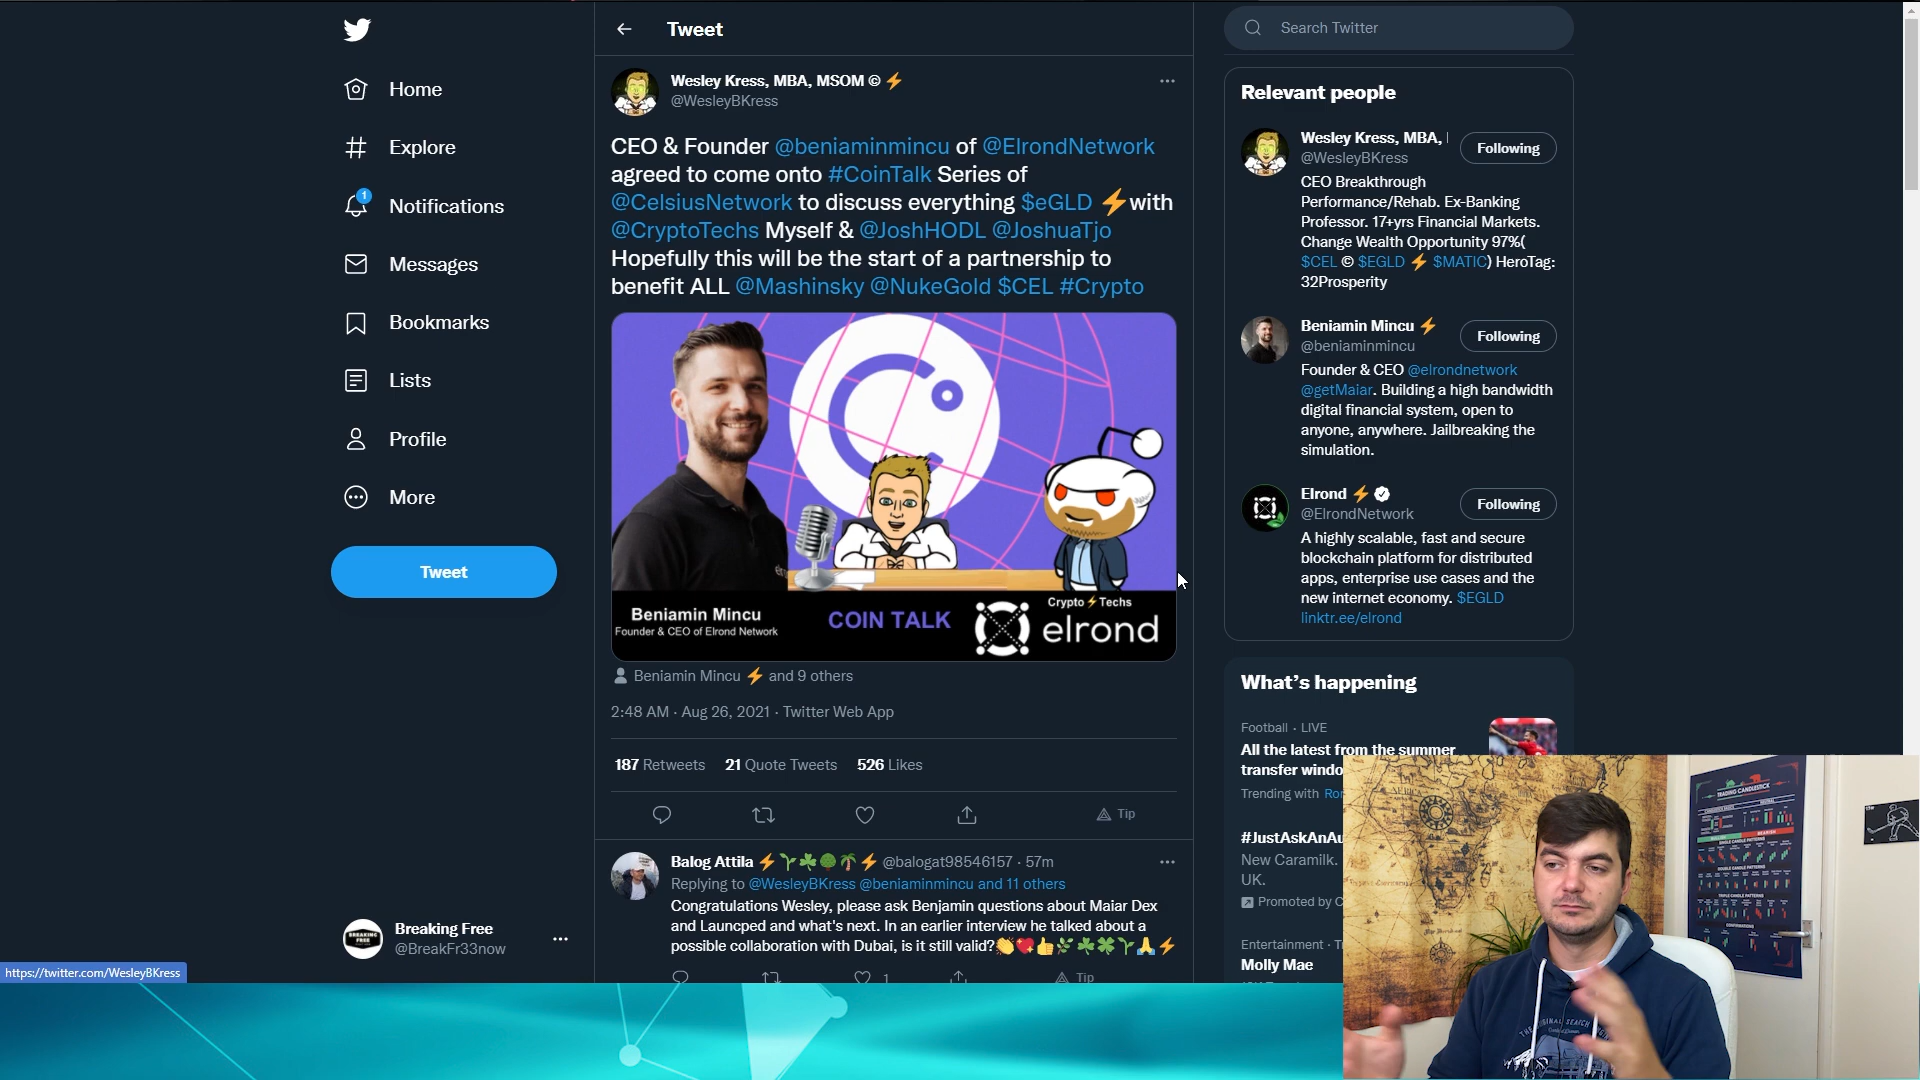 Home
Explore
1
Notifications
Messages
Bookmarks
Lists
Profile
More
Tweet
Breaking Free
@BreakFr33now
https://twitter.com/WesleyBKress
Tweet
Wesley Kress, MBA, MSOM © ⚡
@WesleyBKress
CEO & Founder @beniaminmincu of @ElrondNetwork
agreed to come onto #CoinTalk Series of
@CelsiusNetwork to discuss everything $eGLD ⚡with
@CryptoTechs Myself & @JoshHODL @JoshuaTjo
Hopefully this will be the start of a partnership to
benefit ALL @Mashinsky @NukeGold $CEL #Crypto
Beniamin Mincu
Founder & CEO of Elrond Network
COIN TALK
Crypto⚡Techs
elrond
Beniamin Mincu ⚡ and 9 others
2:48 AM · Aug 26, 2021 · Twitter Web App
187 Retweets 21 Quote Tweets 526 Likes
Tip
Balog Attila ⚡🌱☘🌳🌴⚡ @balogat98546157 · 57m
Replying to @WesleyBKress @beniaminmincu and 11 others
Congratulations Wesley, please ask Benjamin questions about Maiar Dex
and Launcped and what's next. In an earlier interview he talked about a
possible collaboration with Dubai, is it still valid?👏💖👍🌿☘🍀🌱🙏⚡
1
Tip
Search Twitter
Relevant people
Wesley Kress, MBA,
@WesleyBKress
Following
CEO Breakthrough
Performance/Rehab. Ex-Banking
Professor. 17+yrs Financial Markets.
Change Wealth Opportunity 97%(
$CEL © $EGLD ⚡ $MATIC) HeroTag:
32Prosperity
Beniamin Mincu ⚡
@beniaminmincu
Following
Founder & CEO @elrondnetwork
@getMaiar. Building a high bandwidth
digital financial system, open to
anyone, anywhere. Jailbreaking the
simulation.
Elrond ⚡
@ElrondNetwork
Following
A highly scalable, fast and secure
blockchain platform for distributed
apps, enterprise use cases and the
new internet economy. $EGLD
linktr.ee/elrond
What's happening
Football · LIVE
All the latest from the summer
transfer windo
Trending with Ror
#JustAskAnAu
New Caramilk.
UK.
Promoted by C
Entertainment · Tr
Molly Mae
TRADING CANDLESTICK